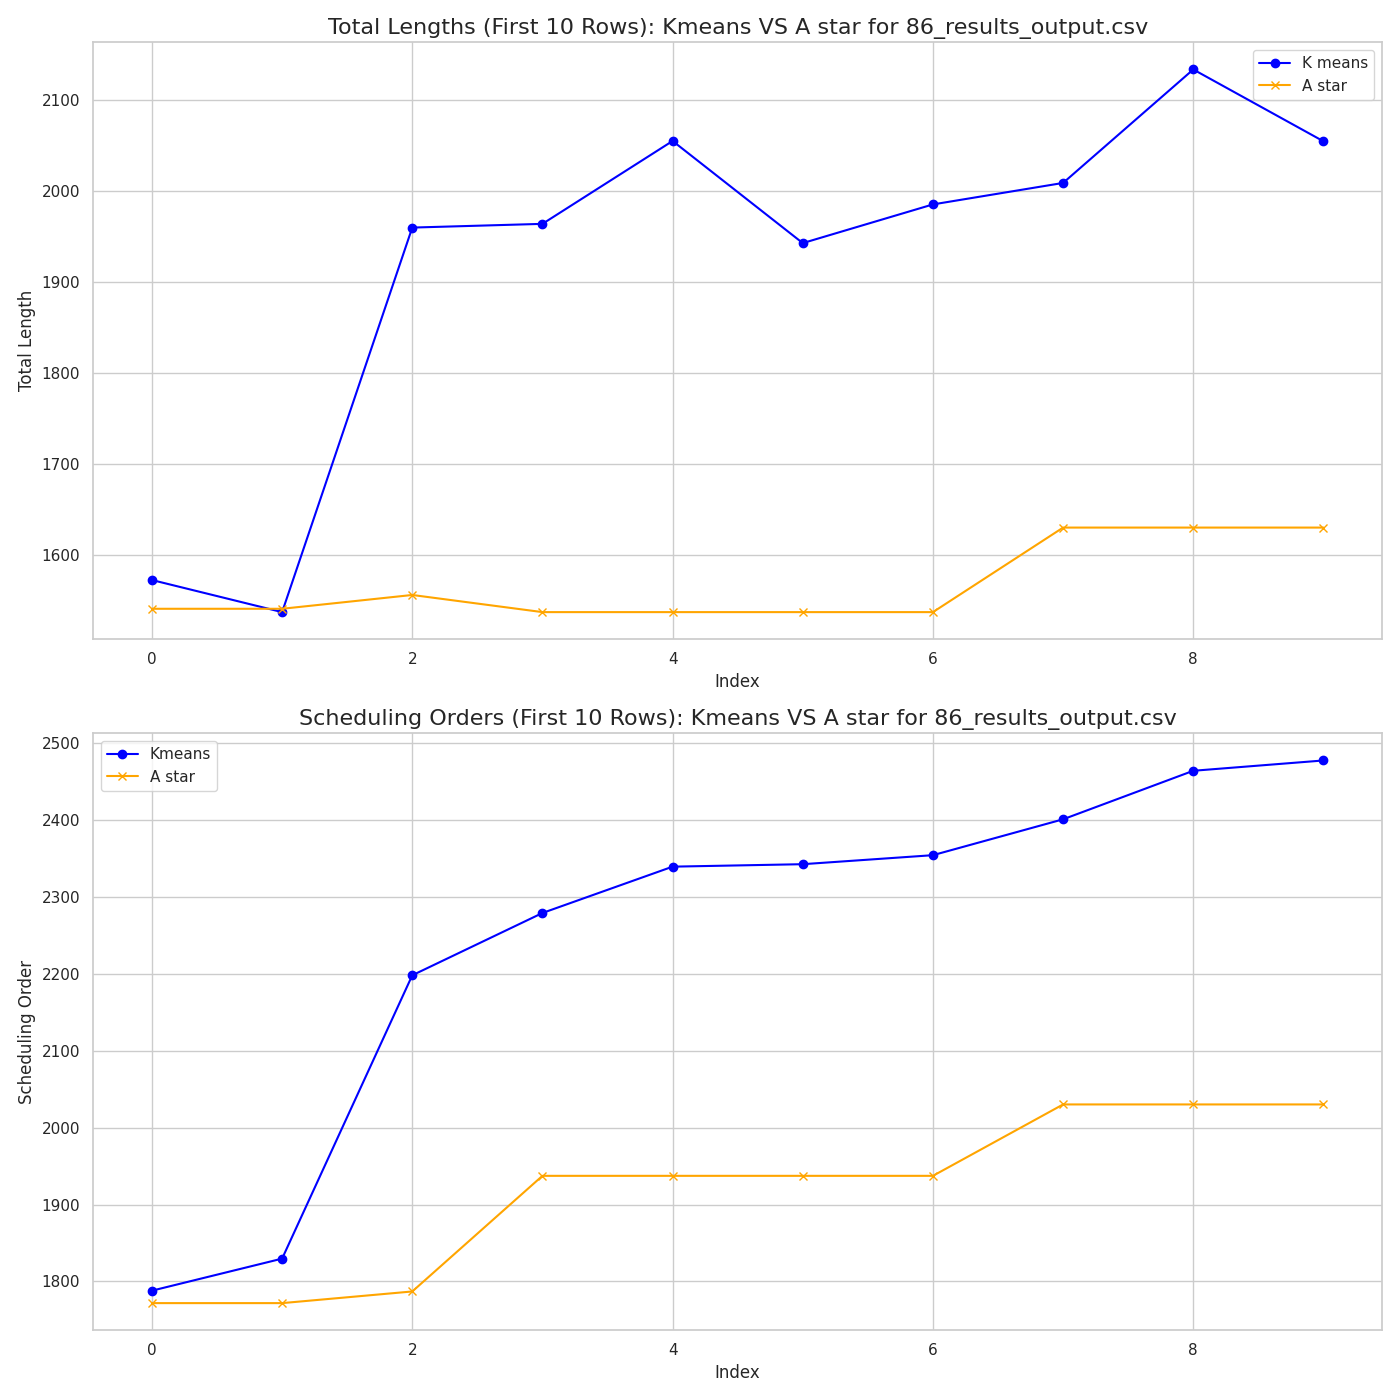 Total Lengths (First 10 Rows): Kmeans VS A star for 86_results_output.csv
K means
A star
2100
2000
1900
1800
1700
1600
Total Length
0 2 4 6 8
Index
Scheduling Orders (First 10 Rows): Kmeans VS A star for 86_results_output.csv
Kmeans
A star
2500
2400
2300
2200
2100
2000
1900
1800
Scheduling Order
0 2 4 6 8
Index